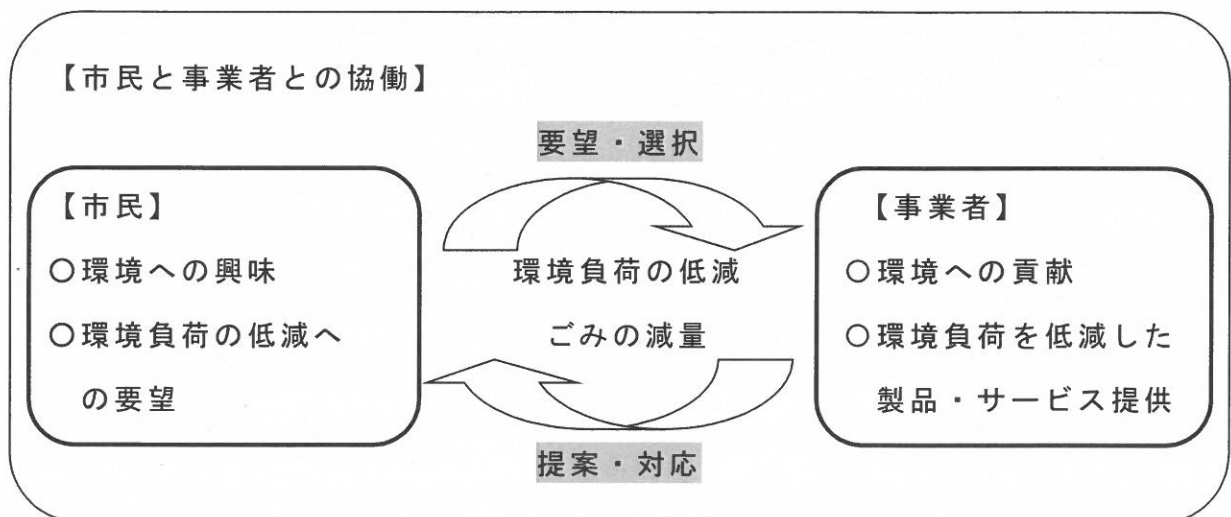 【市民と事業者との協働】
要望・選択
【市民】
○環境への興味
○環境負荷の低減へ
の要望
環境負荷の低減
ごみの減量
【事業者】
○環境への貢献
○環境負荷を低減した
製品・サービス提供
提案・対応